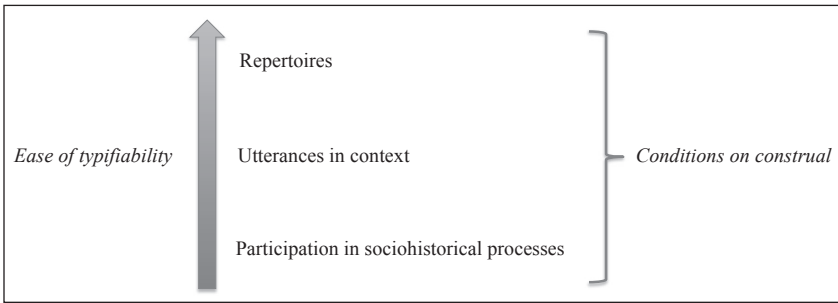 Repertoires
Ease of typifiability
Utterances in context
Conditions on construal
Participation in sociohistorical processes